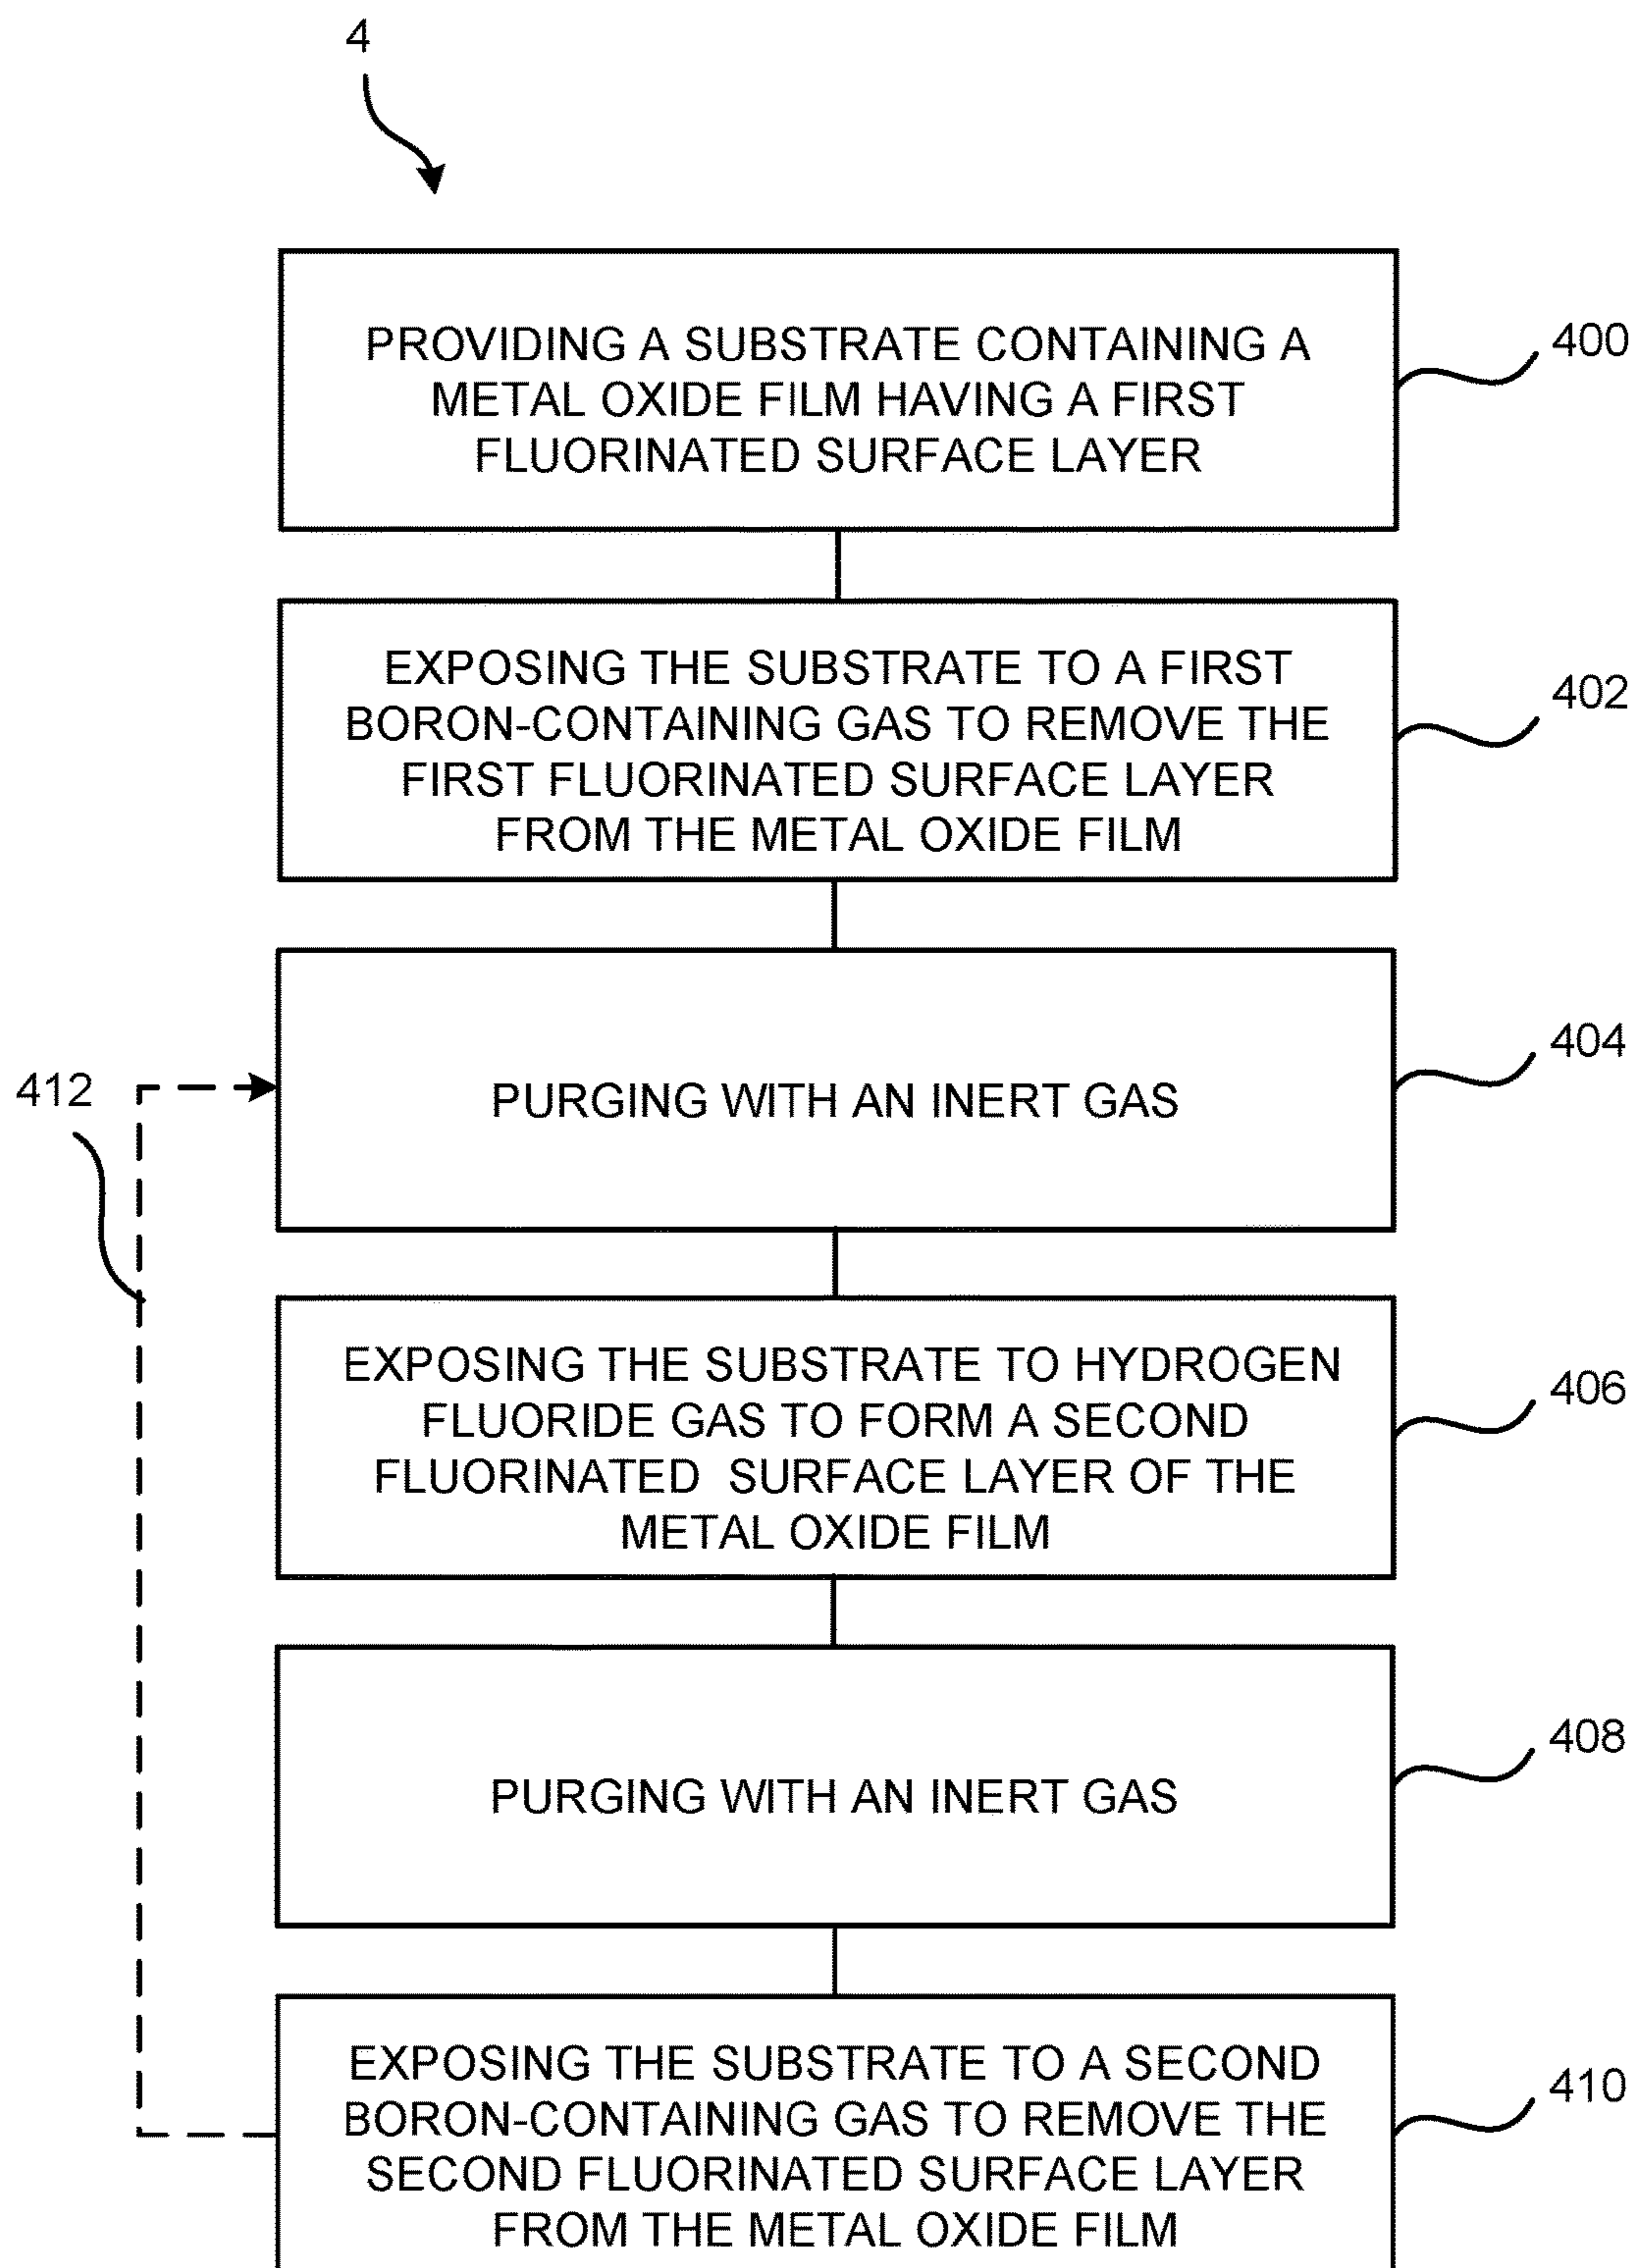 4
PROVIDING A SUBSTRATE CONTAINING A
METAL OXIDE FILM HAVING A FIRST
FLUORINATED SURFACE LAYER
400
EXPOSING THE SUBSTRATE TO A FIRST
BORON-CONTAINING GAS TO REMOVE THE
FIRST FLUORINATED SURFACE LAYER
FROM THE METAL OXIDE FILM
402
PURGING WITH AN INERT GAS
404
412
EXPOSING THE SUBSTRATE TO HYDROGEN
FLUORIDE GAS TO FORM A SECOND
FLUORINATED SURFACE LAYER OF THE
METAL OXIDE FILM
406
PURGING WITH AN INERT GAS
408
EXPOSING THE SUBSTRATE TO A SECOND
BORON-CONTAINING GAS TO REMOVE THE
SECOND FLUORINATED SURFACE LAYER
FROM THE METAL OXIDE FILM
410